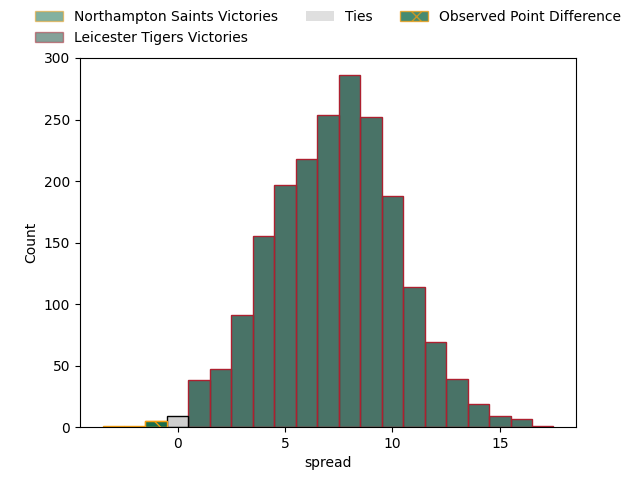 Northampton Saints Victories
Ties
Observed Point Difference
Leicester Tigers Victories
300
250
200
150
100
50
0
Count
0
5
10
15
spread